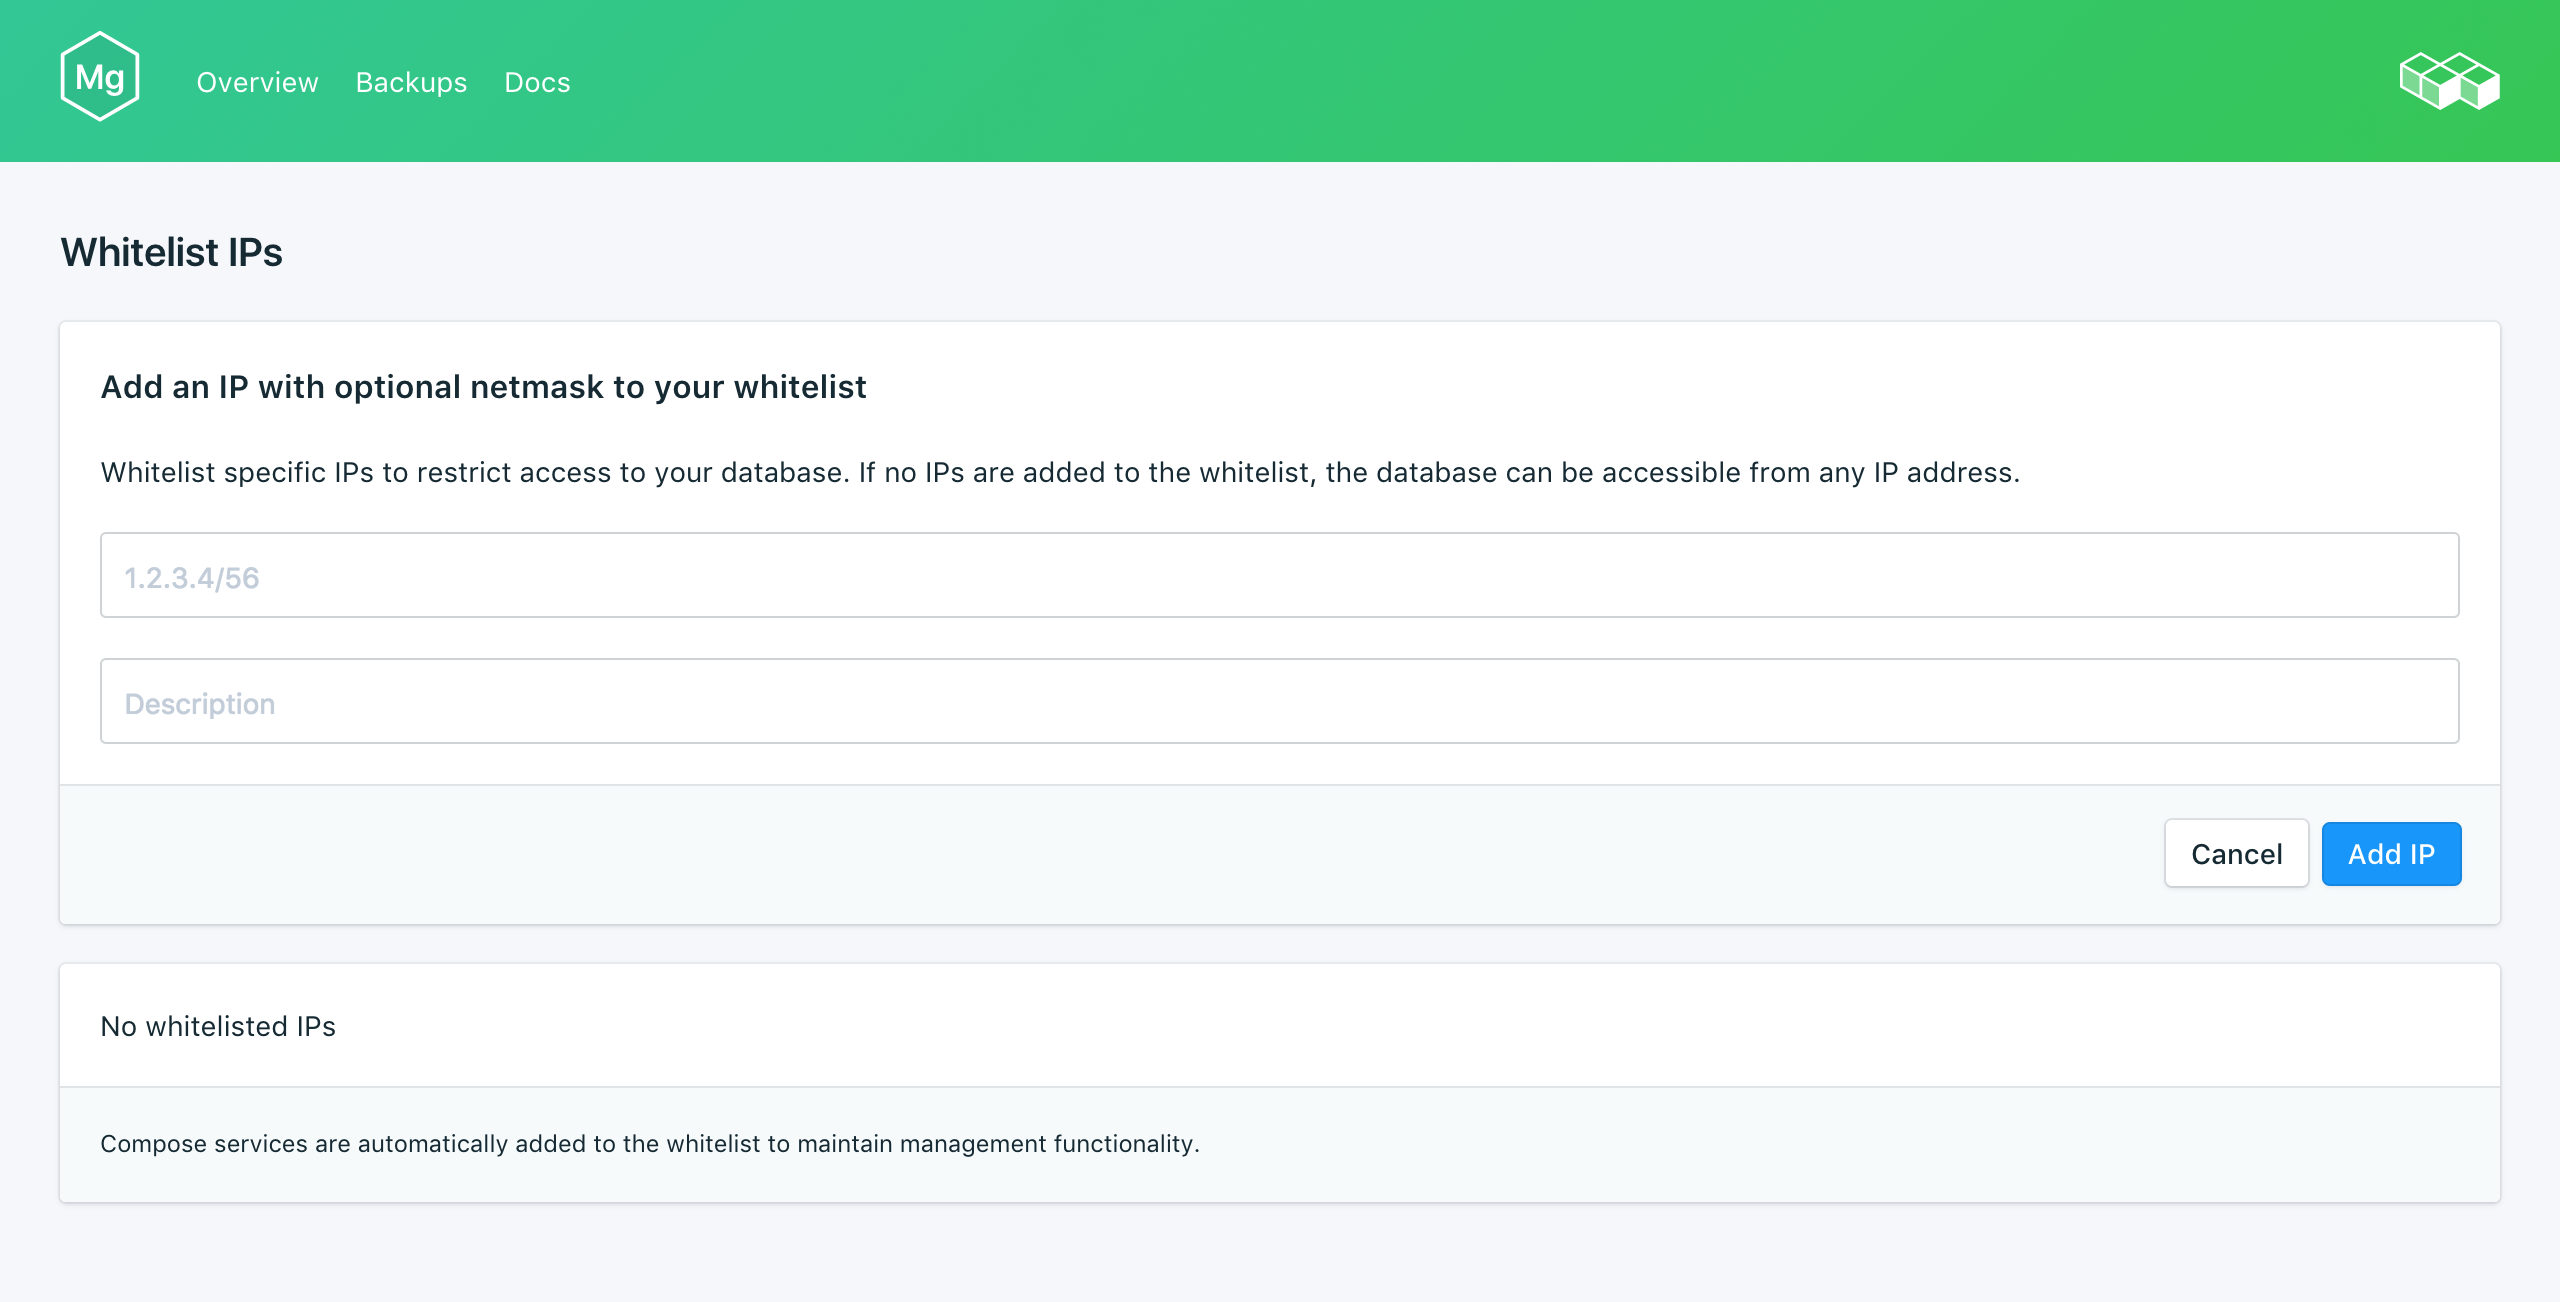 Mg
Overview Backups Docs
Whitelist IPs
Add an IP with optional netmask to your whitelist
Whitelist specific IPs to restrict access to your database. If no IPs are added to the whitelist, the database can be accessible from any IP address.
1.2.3.4/56
Description
Cancel Add IP
No whitelisted IPs
Compose services are automatically added to the whitelist to maintain management functionality.